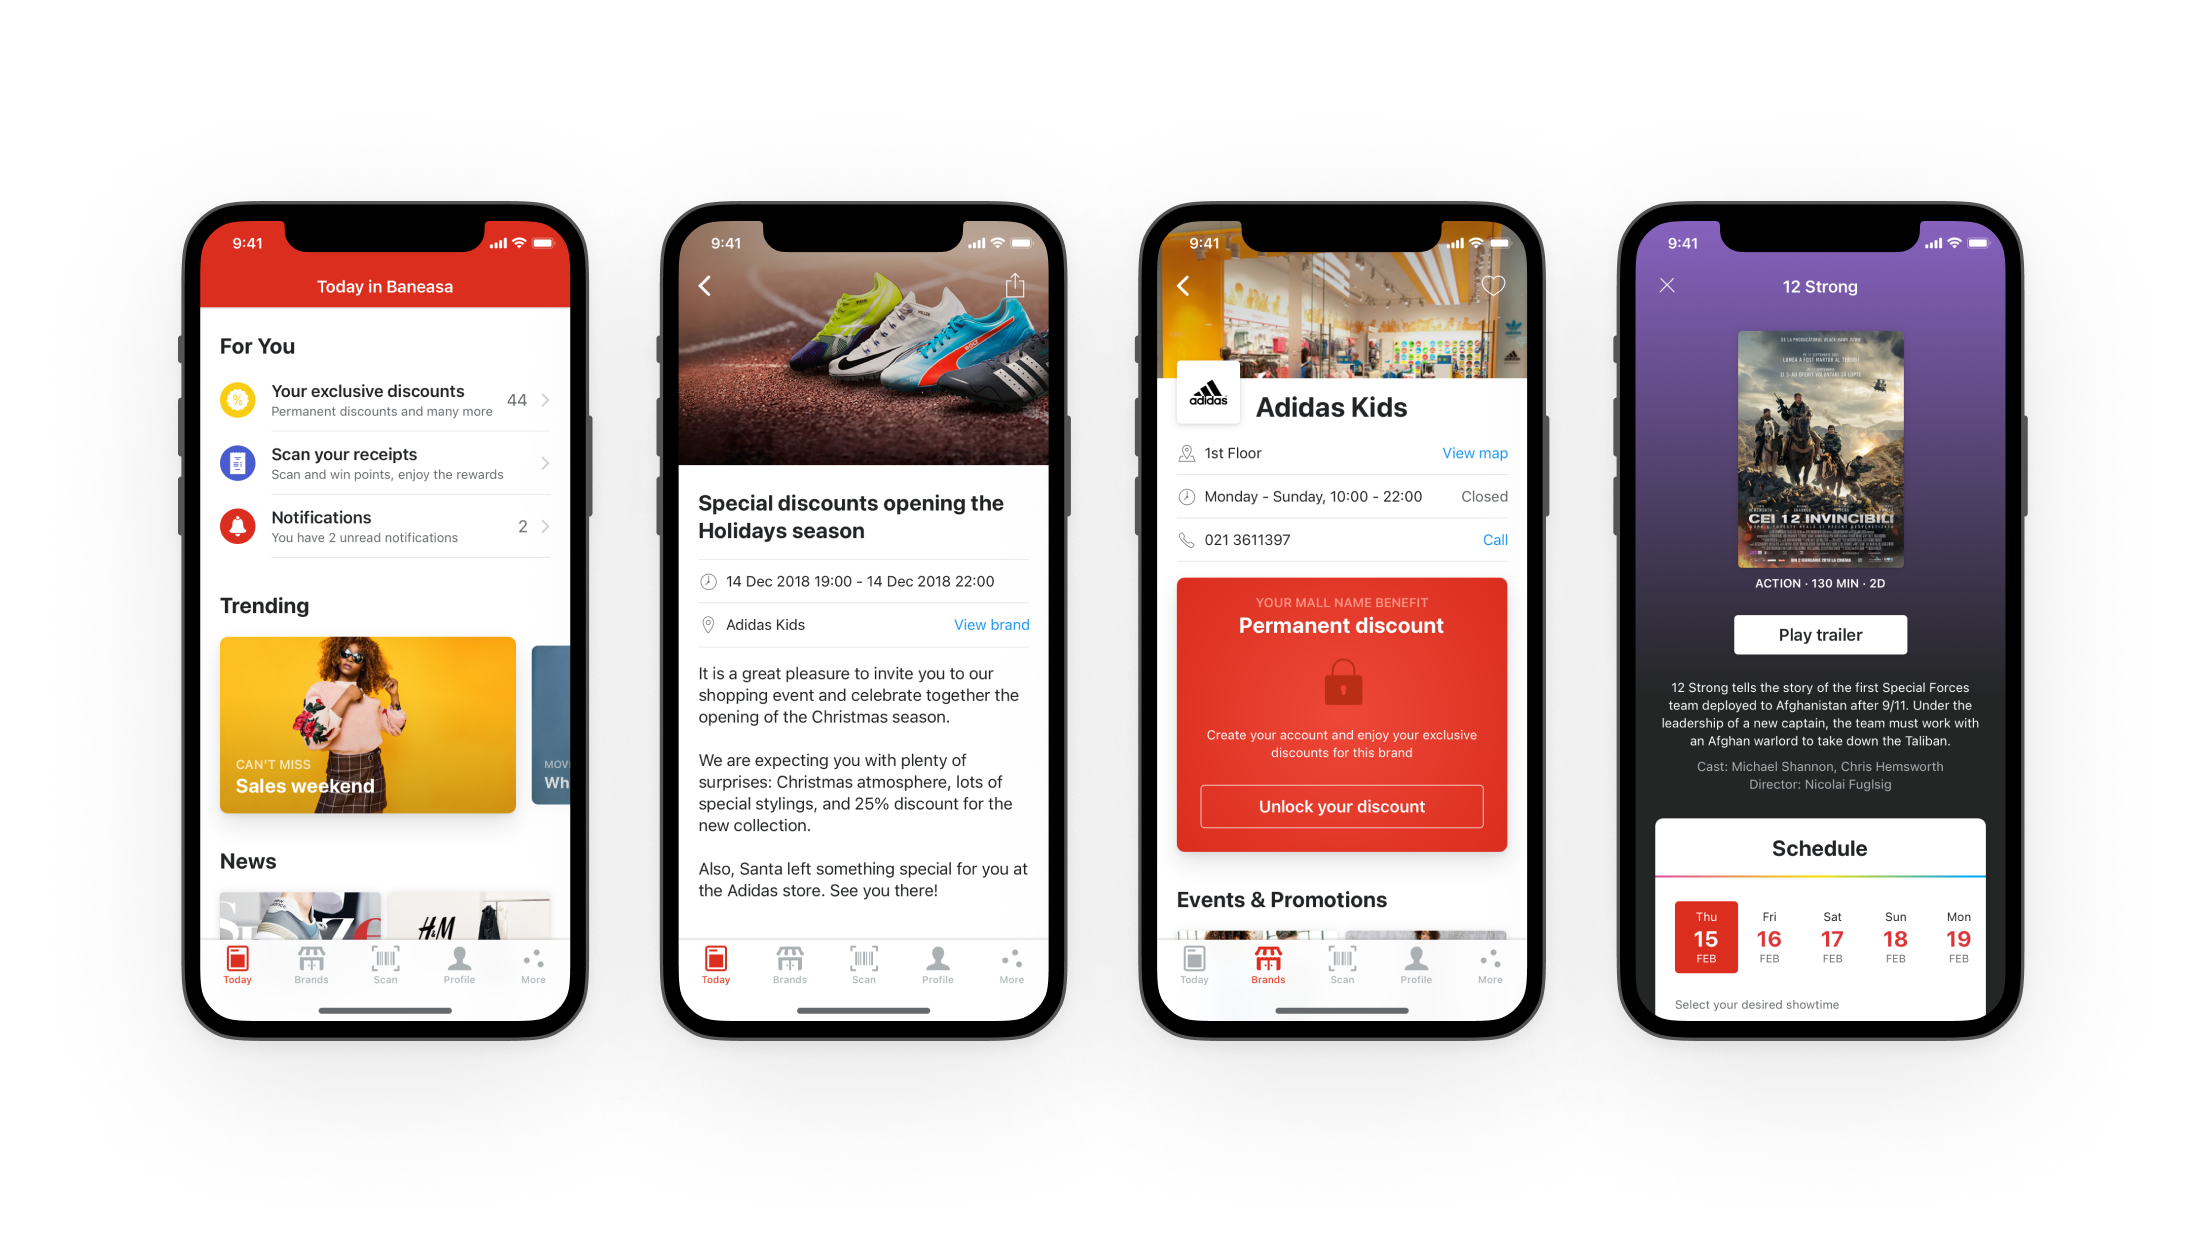 9:41
Today in Baneasa
For You
Your exclusive discounts
Permanent discounts and many more
44
Scan your receipts
Scan and win points, enjoy the rewards
Notifications
You have 2 unread notifications
2
Trending
CAN'T MISS
Sales weekend
MOV
Wh
News
H&M
Today
Brands
Scan
Profile
More
9:41
Special discounts opening the
Holidays season
14 Dec 2018 19:00 - 14 Dec 2018 22:00
Adidas Kids
View brand
It is a great pleasure to invite you to our
shopping event and celebrate together the
opening of the Christmas season.
We are expecting you with plenty of
surprises: Christmas atmosphere, lots of
special stylings, and 25% discount for the
new collection.
Also, Santa left something special for you at
the Adidas store. See you there!
Today
Brands
Scan
Profile
More
9:41
adidas
Adidas Kids
1st Floor
View map
Monday - Sunday, 10:00 - 22:00
Closed
021 3611397
Call
YOUR MALL NAME BENEFIT
Permanent discount
Create your account and enjoy your exclusive
discounts for this brand
Unlock your discount
Events & Promotions
Today
Brands
Scan
Profile
More
9:41
12 Strong
DE LA PRODUCĂTORUL BLACK HAWK DOWN
LUMEA A FOST MARTOR AL TERORII
CEI 12 INVINCIBILI
ACTION · 130 MIN · 2D
Play trailer
12 Strong tells the story of the first Special Forces
team deployed to Afghanistan after 9/11. Under the
leadership of a new captain, the team must work with
an Afghan warlord to take down the Taliban.
Cast: Michael Shannon, Chris Hemsworth
Director: Nicolai Fuglsig
Schedule
Thu
15
FEB
Fri
16
FEB
Sat
17
FEB
Sun
18
FEB
Mon
19
FEB
Select your desired showtime